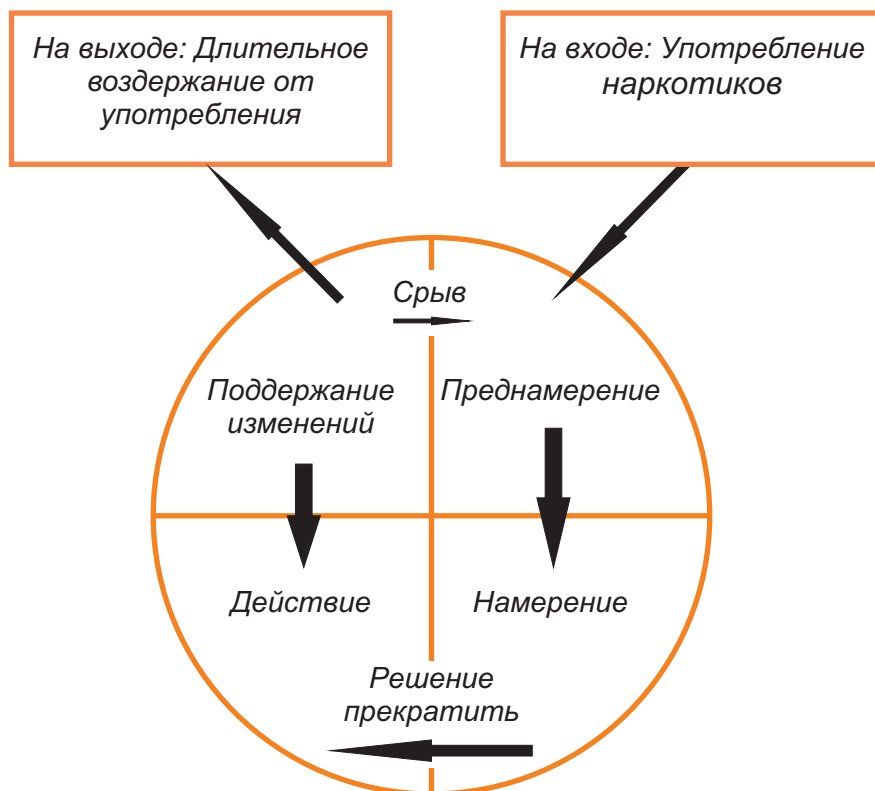 На выходе: Длительное
воздержание от
употребления
На входе: Употребление
наркотиков
Срыв
Поддержание
изменений
Преднамерение
Действие
Намерение
Решение
прекратить